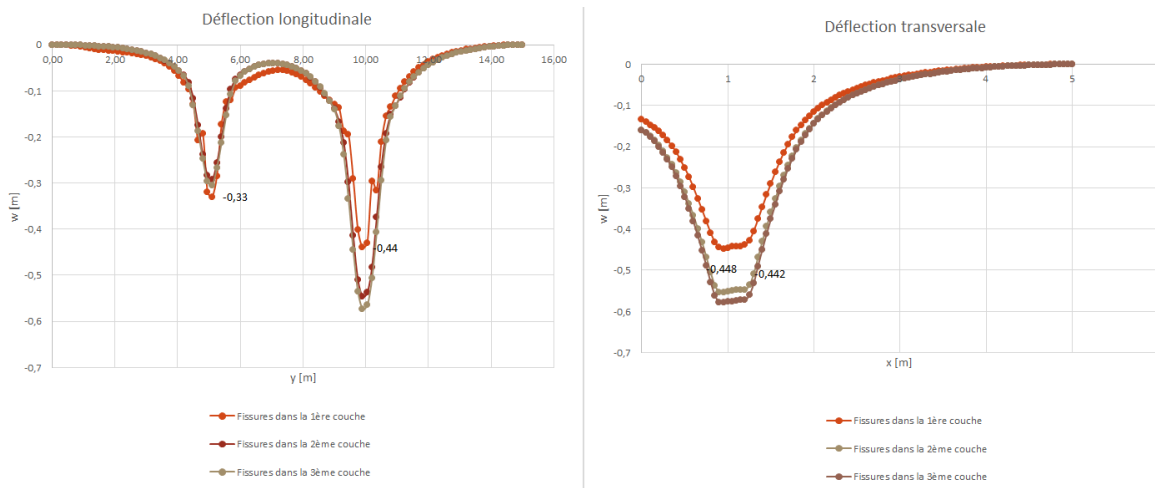 Déflection longitudinale
0
0,00 2,00 4,00 6,00 8,00 10,00 12,00 14,00 16,00
-0,1
-0,2
-0,3
-0,4
-0,5
-0,6
-0,7
w [m]
-0,33
-0,44
y [m]
Fissures dans la 1ère couche
Fissures dans la 2ème couche
Fissures dans la 3ème couche
Déflection transversale
0
0 1 2 3 4 5
-0,1
-0,2
-0,3
-0,4
-0,5
-0,6
-0,7
w [m]
-0,448
-0,442
x [m]
Fissures dans la 1ère couche
Fissures dans la 2ème couche
Fissures dans la 3ème couche